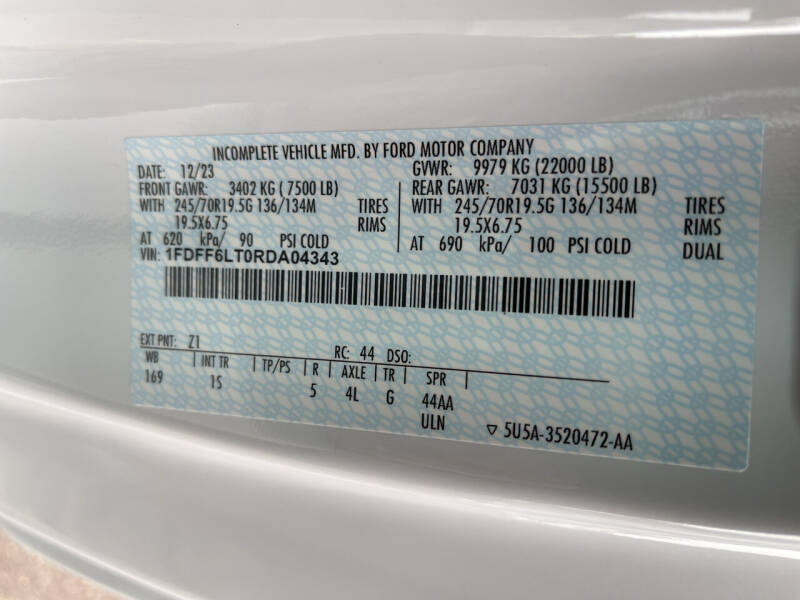 INCOMPLETE VEHICLE MFD. BY FORD MOTOR COMPANY
DATE: 12/23 GVWR: 9979 KG (22000 LB)
FRONT GAWR: 3402 KG ( 7500 LB) REAR GAWR: 7031 KG (15500 LB)
WITH 245/70R19.5G 136/134M TIRES WITH 245/70R19.5G 136/134M TIRES
19.5X6.75 RIMS 19.5X6.75 RIMS
AT 620 kPa/ 90 PSI COLD AT 690 kPa/ 100 PSI COLD DUAL
VIN: 1FDFF6LT0RDA04343
EXT PNT: Z1 RC: 44 DSO:
WB INT TR TP/PS R AXLE TR SPR
169 1S 5 4L G 44AA
ULN ▽ 5U5A-3520472-AA